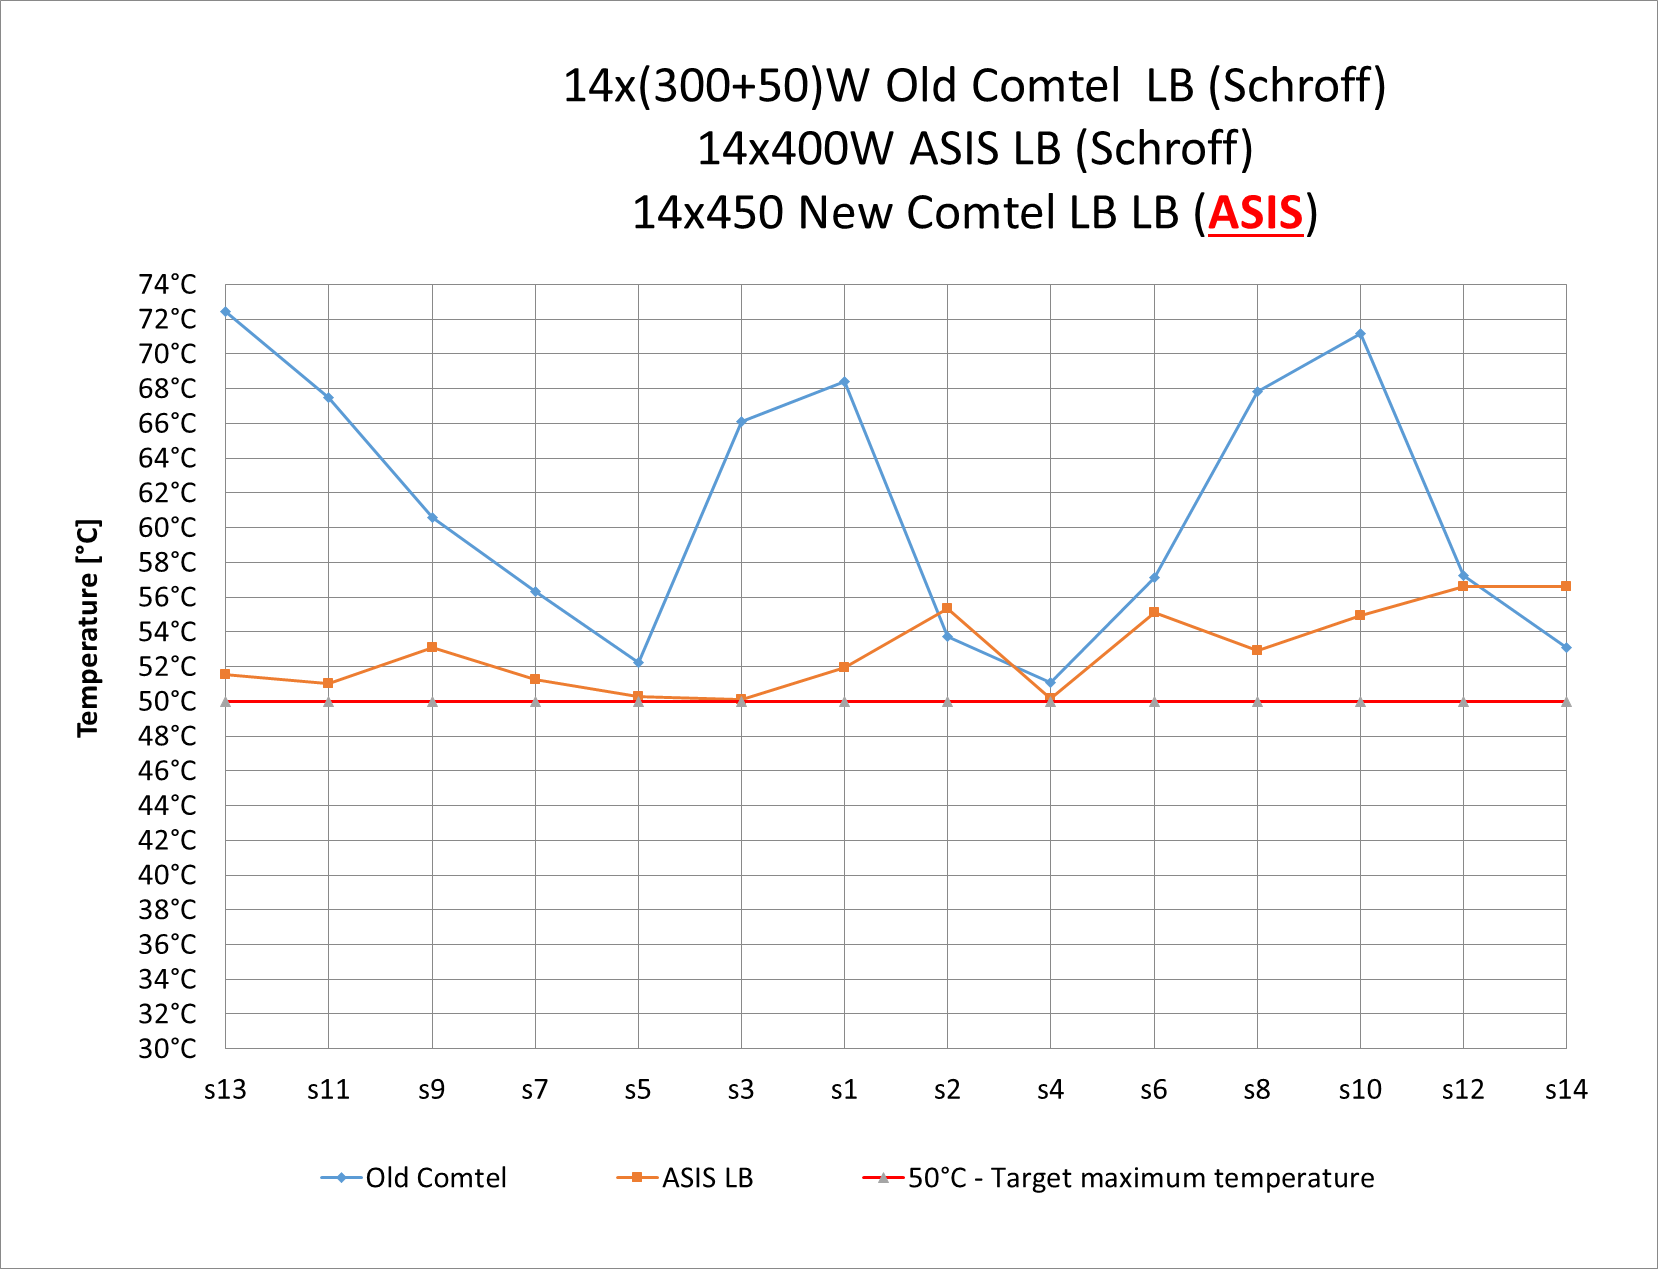 14x(300+50)W Old Comtel  LB (Schroff)
14x400W ASIS LB (Schroff)
14x450 New Comtel LB LB (ASIS)
Temperature [°C]
74°C
72°C
70°C
68°C
66°C
64°C
62°C
60°C
58°C
56°C
54°C
52°C
50°C
48°C
46°C
44°C
42°C
40°C
38°C
36°C
34°C
32°C
30°C
s13 s11 s9 s7 s5 s3 s1 s2 s4 s6 s8 s10 s12 s14
Old Comtel ASIS LB 50°C - Target maximum temperature